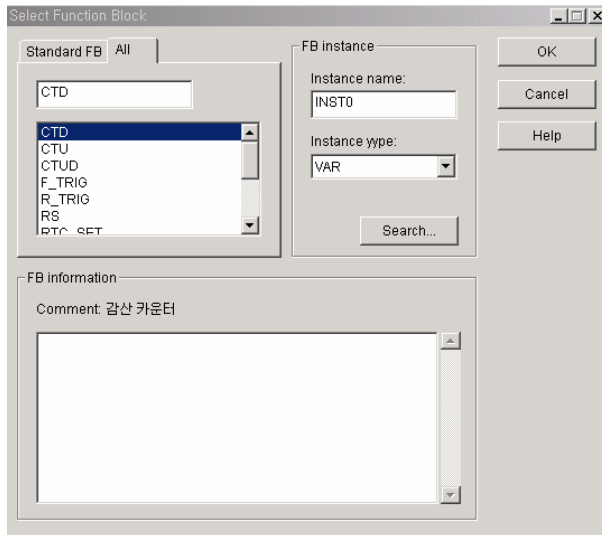 Select Function Block
Standard FB
All
CTD
CTD
CTU
CTUD
F_TRIG
R_TRIG
RS
RTC_SET
FB instance
Instance name:
INST0
Instance yype:
VAR
Search...
OK
Cancel
Help
FB information
Comment: 감산 카운터